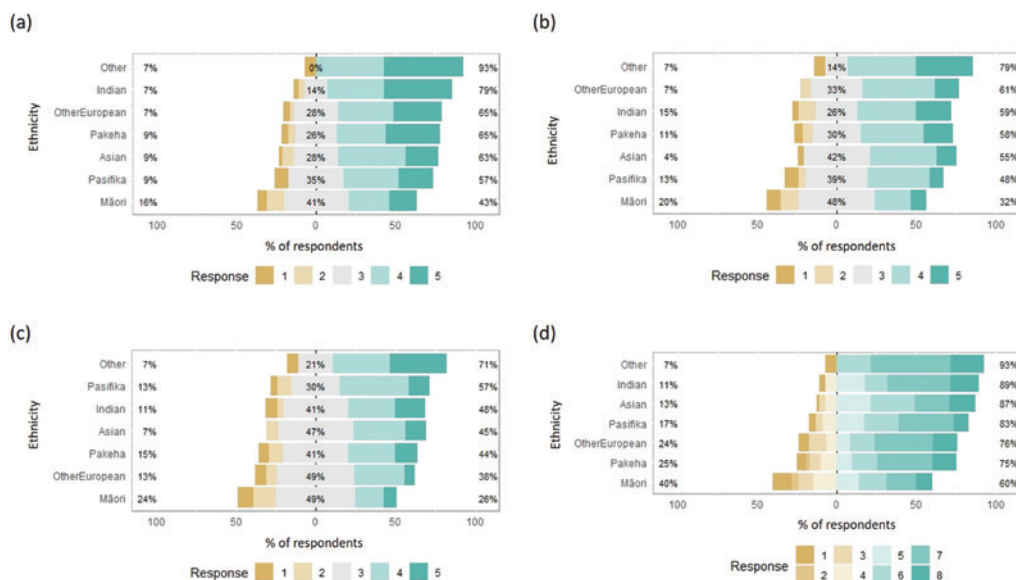 (a)
Ethnicity
Other 7% 0% 93%
Indian 7% 14% 79%
OtherEuropean 7% 28% 65%
Pakeha 9% 26% 65%
Asian 9% 28% 63%
Pasifika 9% 35% 57%
Māori 16% 41% 43%
100 50 0 50 100
% of respondents
Response 1 2 3 4 5
(b)
Ethnicity
Other 7% 14% 79%
OtherEuropean 7% 33% 61%
Indian 15% 26% 59%
Pakeha 11% 30% 58%
Asian 4% 42% 55%
Pasifika 13% 39% 48%
Māori 20% 48% 32%
100 50 0 50 100
% of respondents
Response 1 2 3 4 5
(c)
Ethnicity
Other 7% 21% 71%
Pasifika 13% 30% 57%
Indian 11% 41% 48%
Asian 7% 47% 45%
Pakeha 15% 41% 44%
OtherEuropean 13% 49% 38%
Māori 24% 49% 26%
100 50 0 50 100
% of respondents
Response 1 2 3 4 5
(d)
Ethnicity
Other 7% 93%
Indian 11% 89%
Asian 13% 87%
Pasifika 17% 83%
OtherEuropean 24% 76%
Pakeha 25% 75%
Māori 40% 60%
100 50 0 50 100
% of respondents
Response
1 3 5 7
2 4 6 8